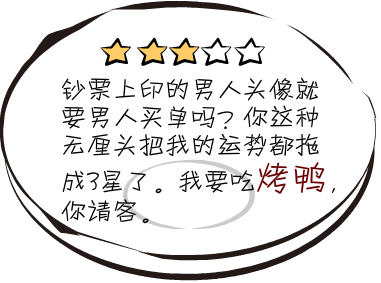 钞票上印的男人头像就
要男人买单吗？你这种
无厘头把我的运势都拖
成3星了。我要吃烤鸭，
你请客。